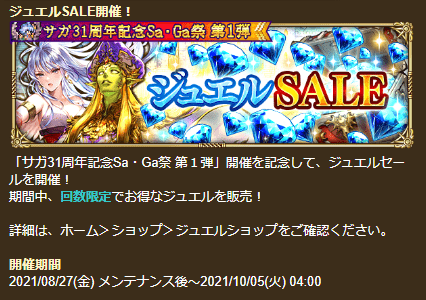 ジュエルSALE開催！
サガ31周年記念Sa・Ga祭 第1弾!!
ジュエルSALE
「サガ31周年記念Sa・Ga祭 第１弾」開催を記念して、ジュエルセー
ルを開催！
期間中、回数限定でお得なジュエルを販売！
詳細は、ホーム＞ショップ＞ジュエルショップをご確認ください。
開催期間
2021/08/27(金) メンテナンス後～2021/10/05(火) 04:00